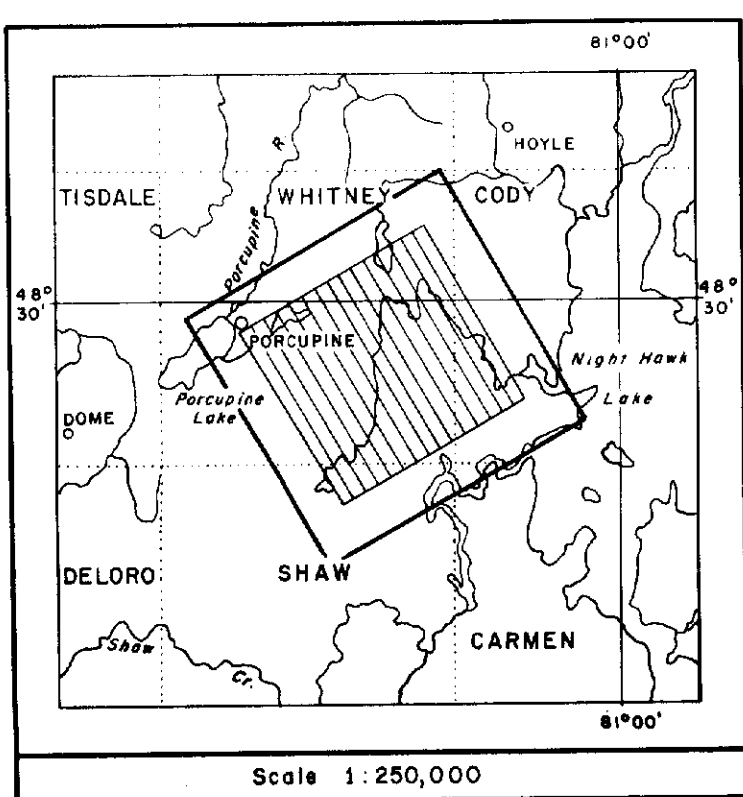 81°00'
HOYLE
R.
TISDALE
WHITNEY
CODY
Porcupine
48°
30'
48°
30'
PORCUPINE
Night Hawk
Lake
Porcupine
Lake
DOME
DELORO
SHAW
CARMEN
Shaw
Cr.
81°00'
Scale 1:250,000